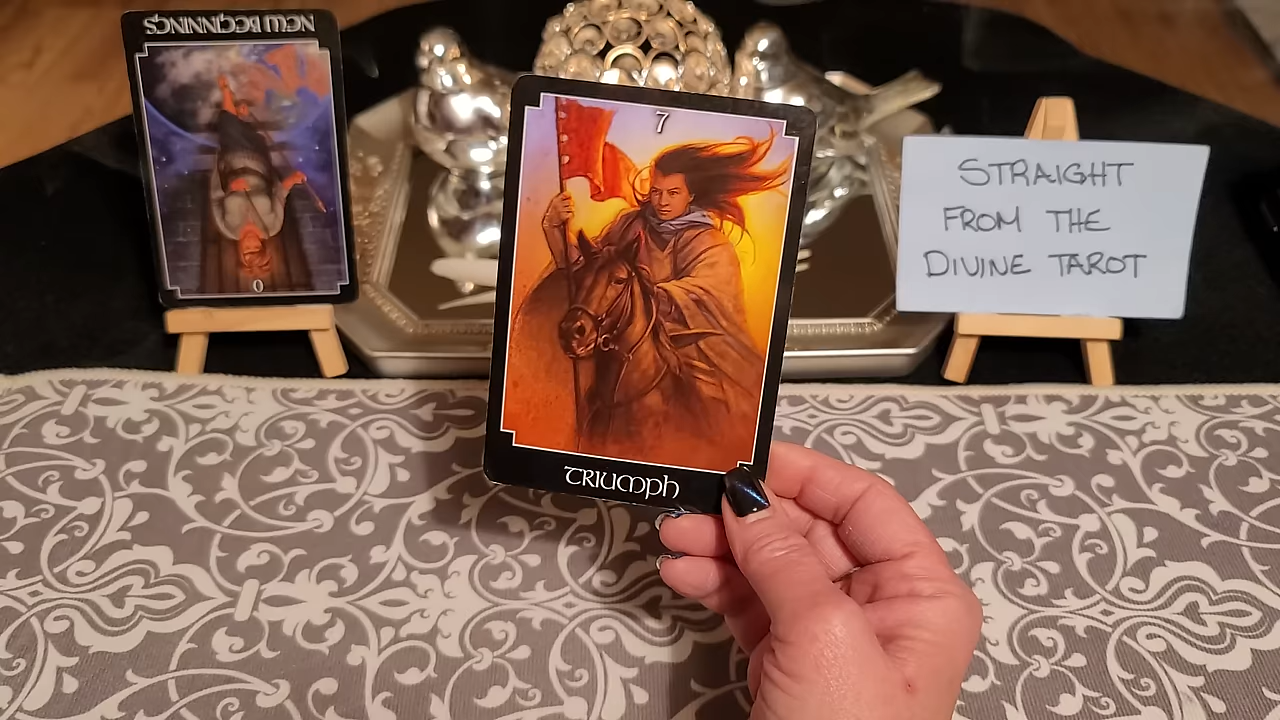 NEW BEGINNINGS
0
7
TRIUMPH
STRAIGHT
FROM THE
DIVINE TAROT